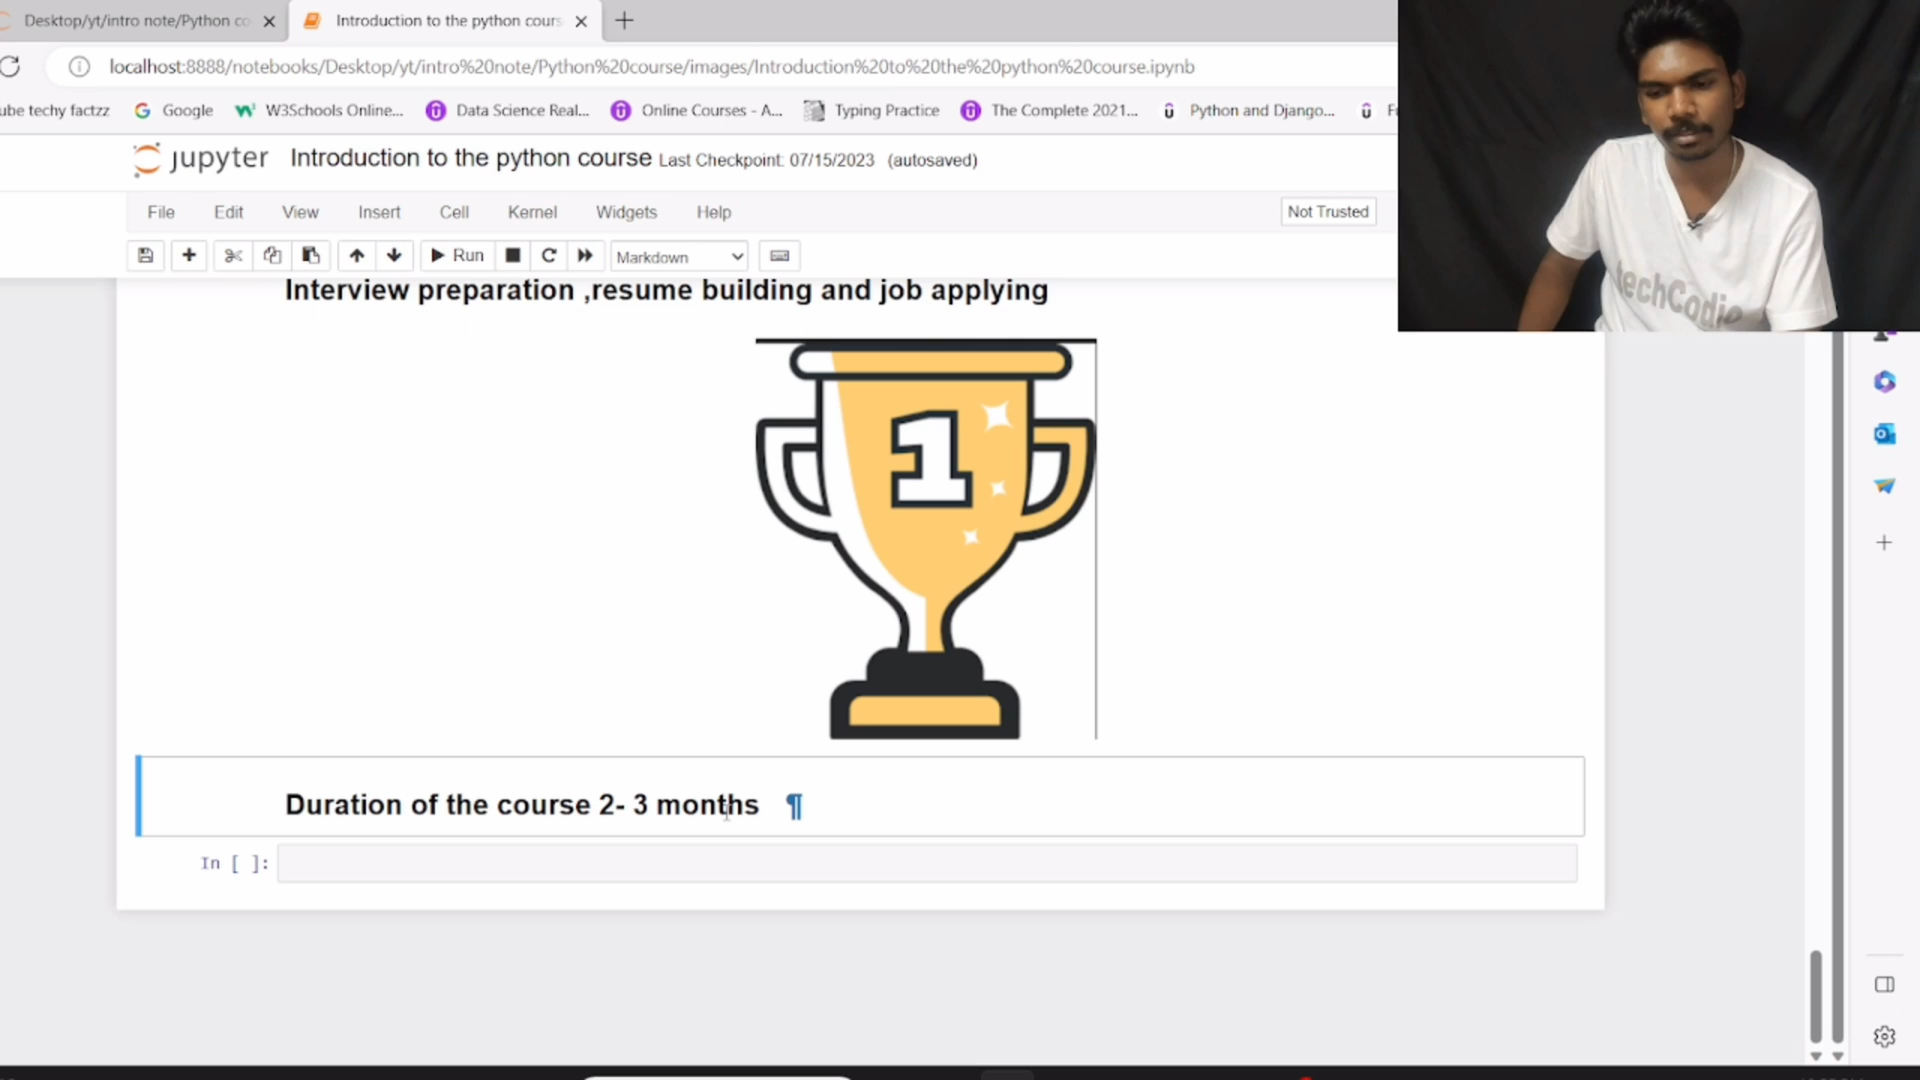 Desktop/yt/intro note/Python co
Introduction to the python cours
localhost:8888/notebooks/Desktop/yt/intro%20note/Python%20course/images/Introduction%20to%20the%20python%20course.ipynb
ube techy factzz
Google
W3Schools Online...
Data Science Real...
Online Courses - A...
Typing Practice
The Complete 2021...
Python and Django...
jupyter Introduction to the python course Last Checkpoint: 07/15/2023 (autosaved)
File Edit View Insert Cell Kernel Widgets Help
Not Trusted
Run
Markdown
Interview preparation ,resume building and job applying
1
Duration of the course 2- 3 months ¶
In [ ]:
techCodio